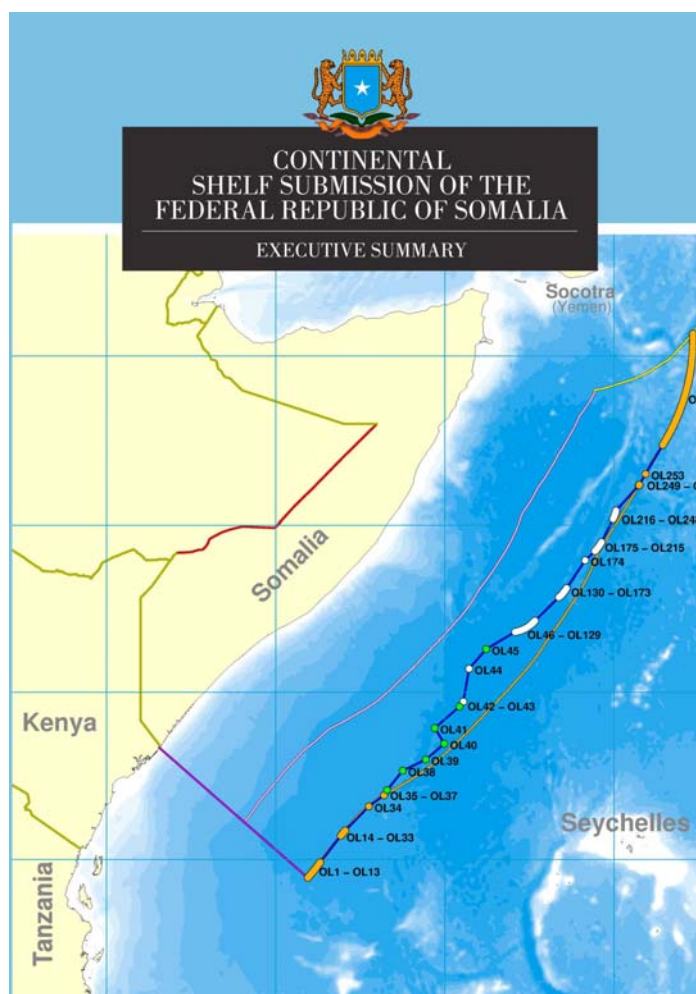 CONTINENTAL
SHELF SUBMISSION OF THE
FEDERAL REPUBLIC OF SOMALIA
EXECUTIVE SUMMARY
Socotra
(Yemen)
OL253
OL216 – OL248
OL175 – OL215
OL174
Somalia
OL130 – OL173
OL46 – OL129
OL45
OL44
OL42 – OL43
Kenya
OL41
OL40
OL39
OL38
OL35 – OL37
OL34
OL14 – OL33
Seychelles
OL1 – OL13
Tanzania